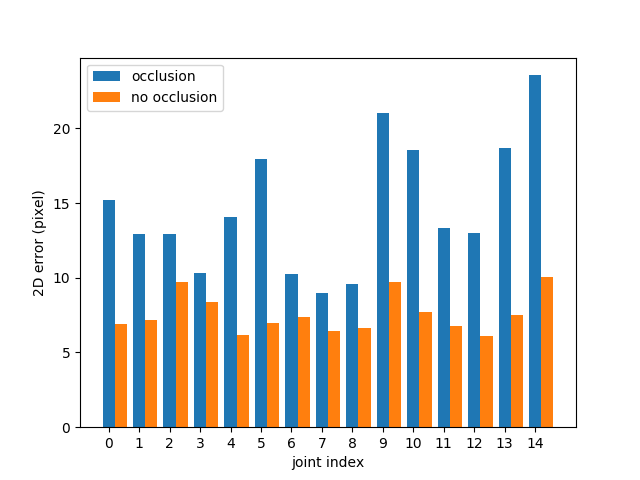 occlusion
no occlusion
20
15
10
5
0
2D error (pixel)
0 1 2 3 4 5 6 7 8 9 10 11 12 13 14
joint index